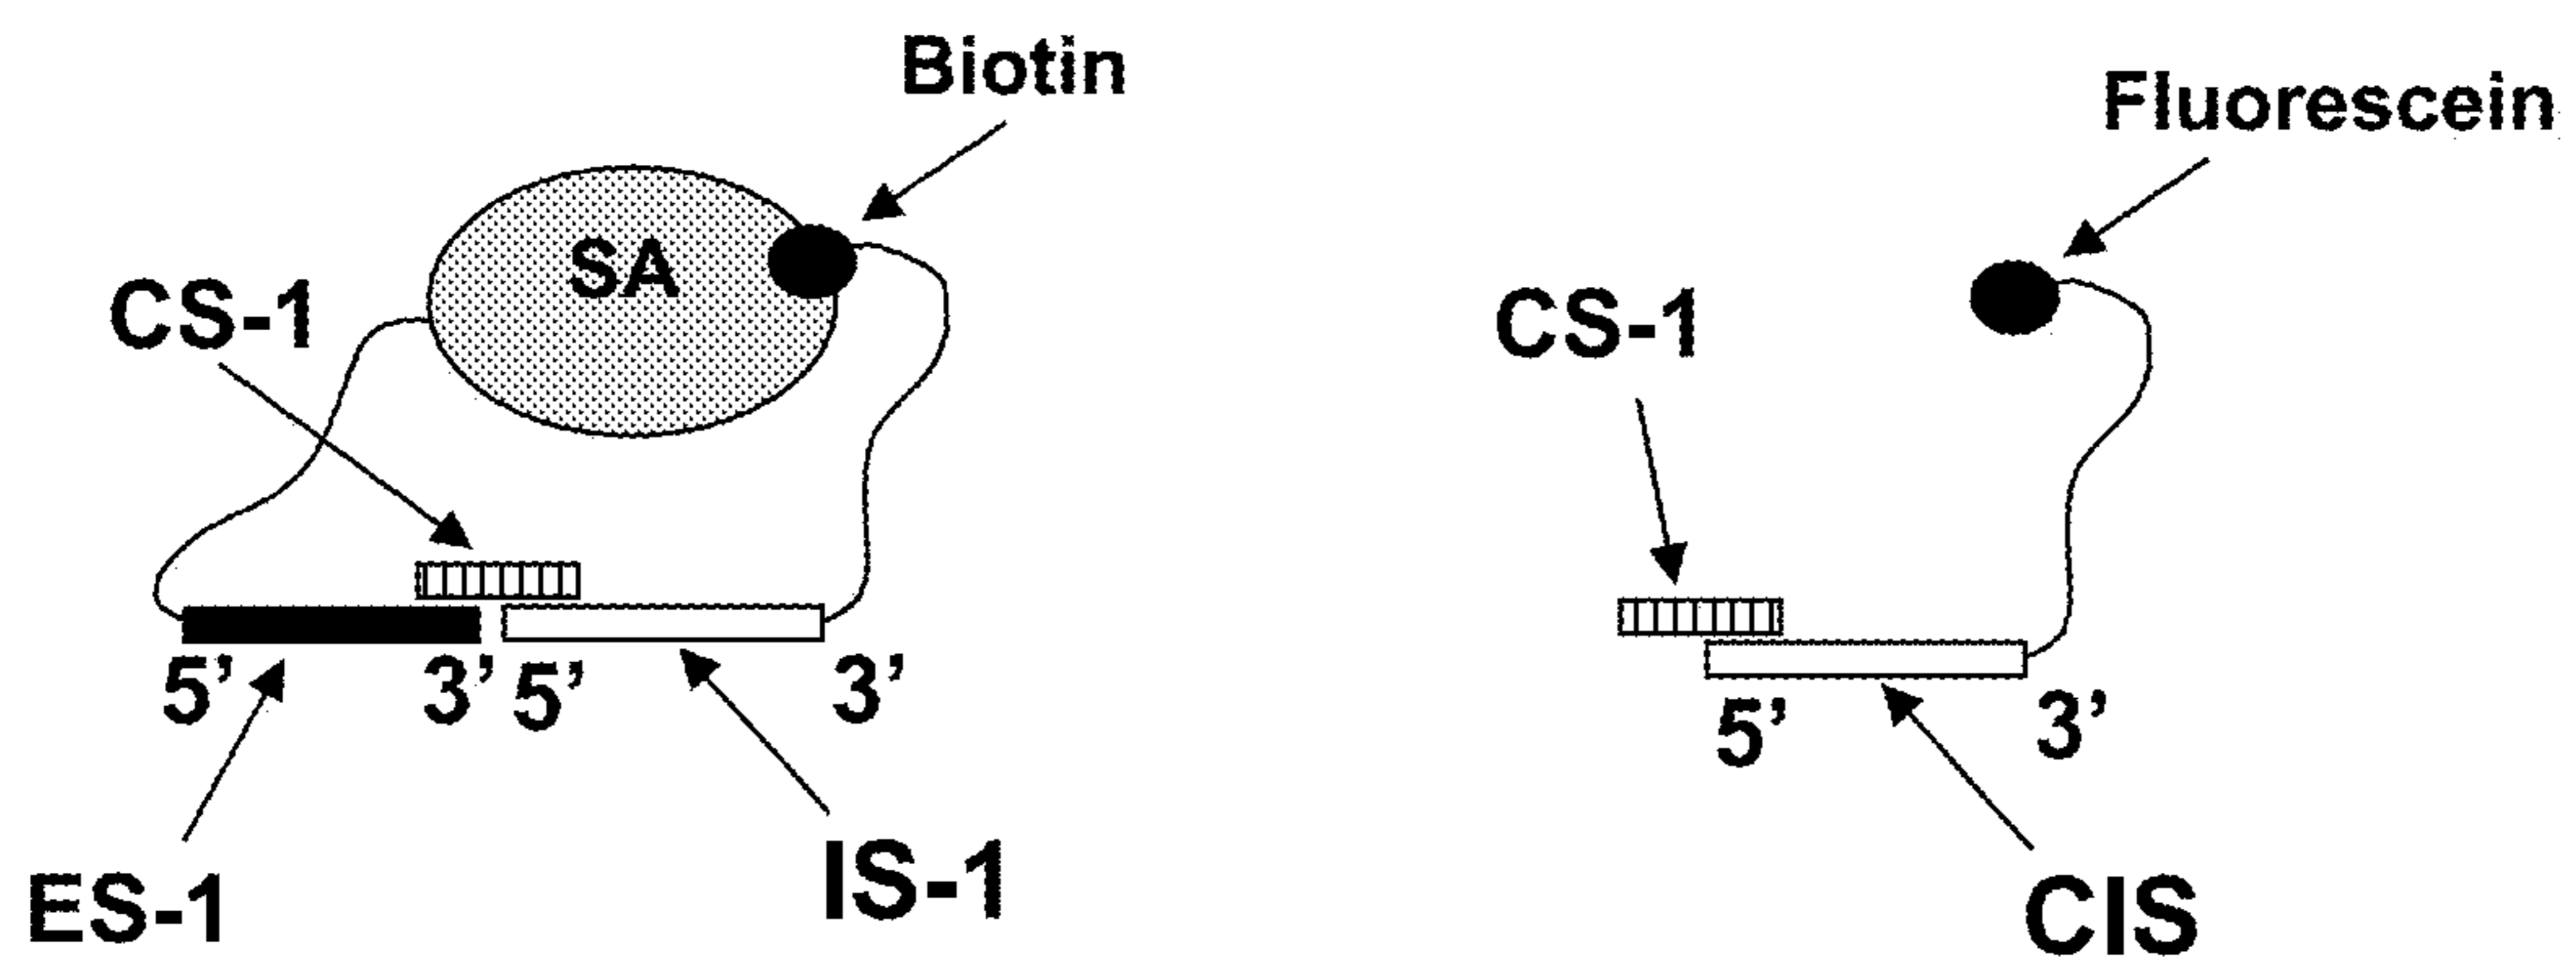 Biotin
SA
CS-1
5’ 3’ 5’ 3’
ES-1
IS-1
Fluorescein
CS-1
5’ 3’
CIS